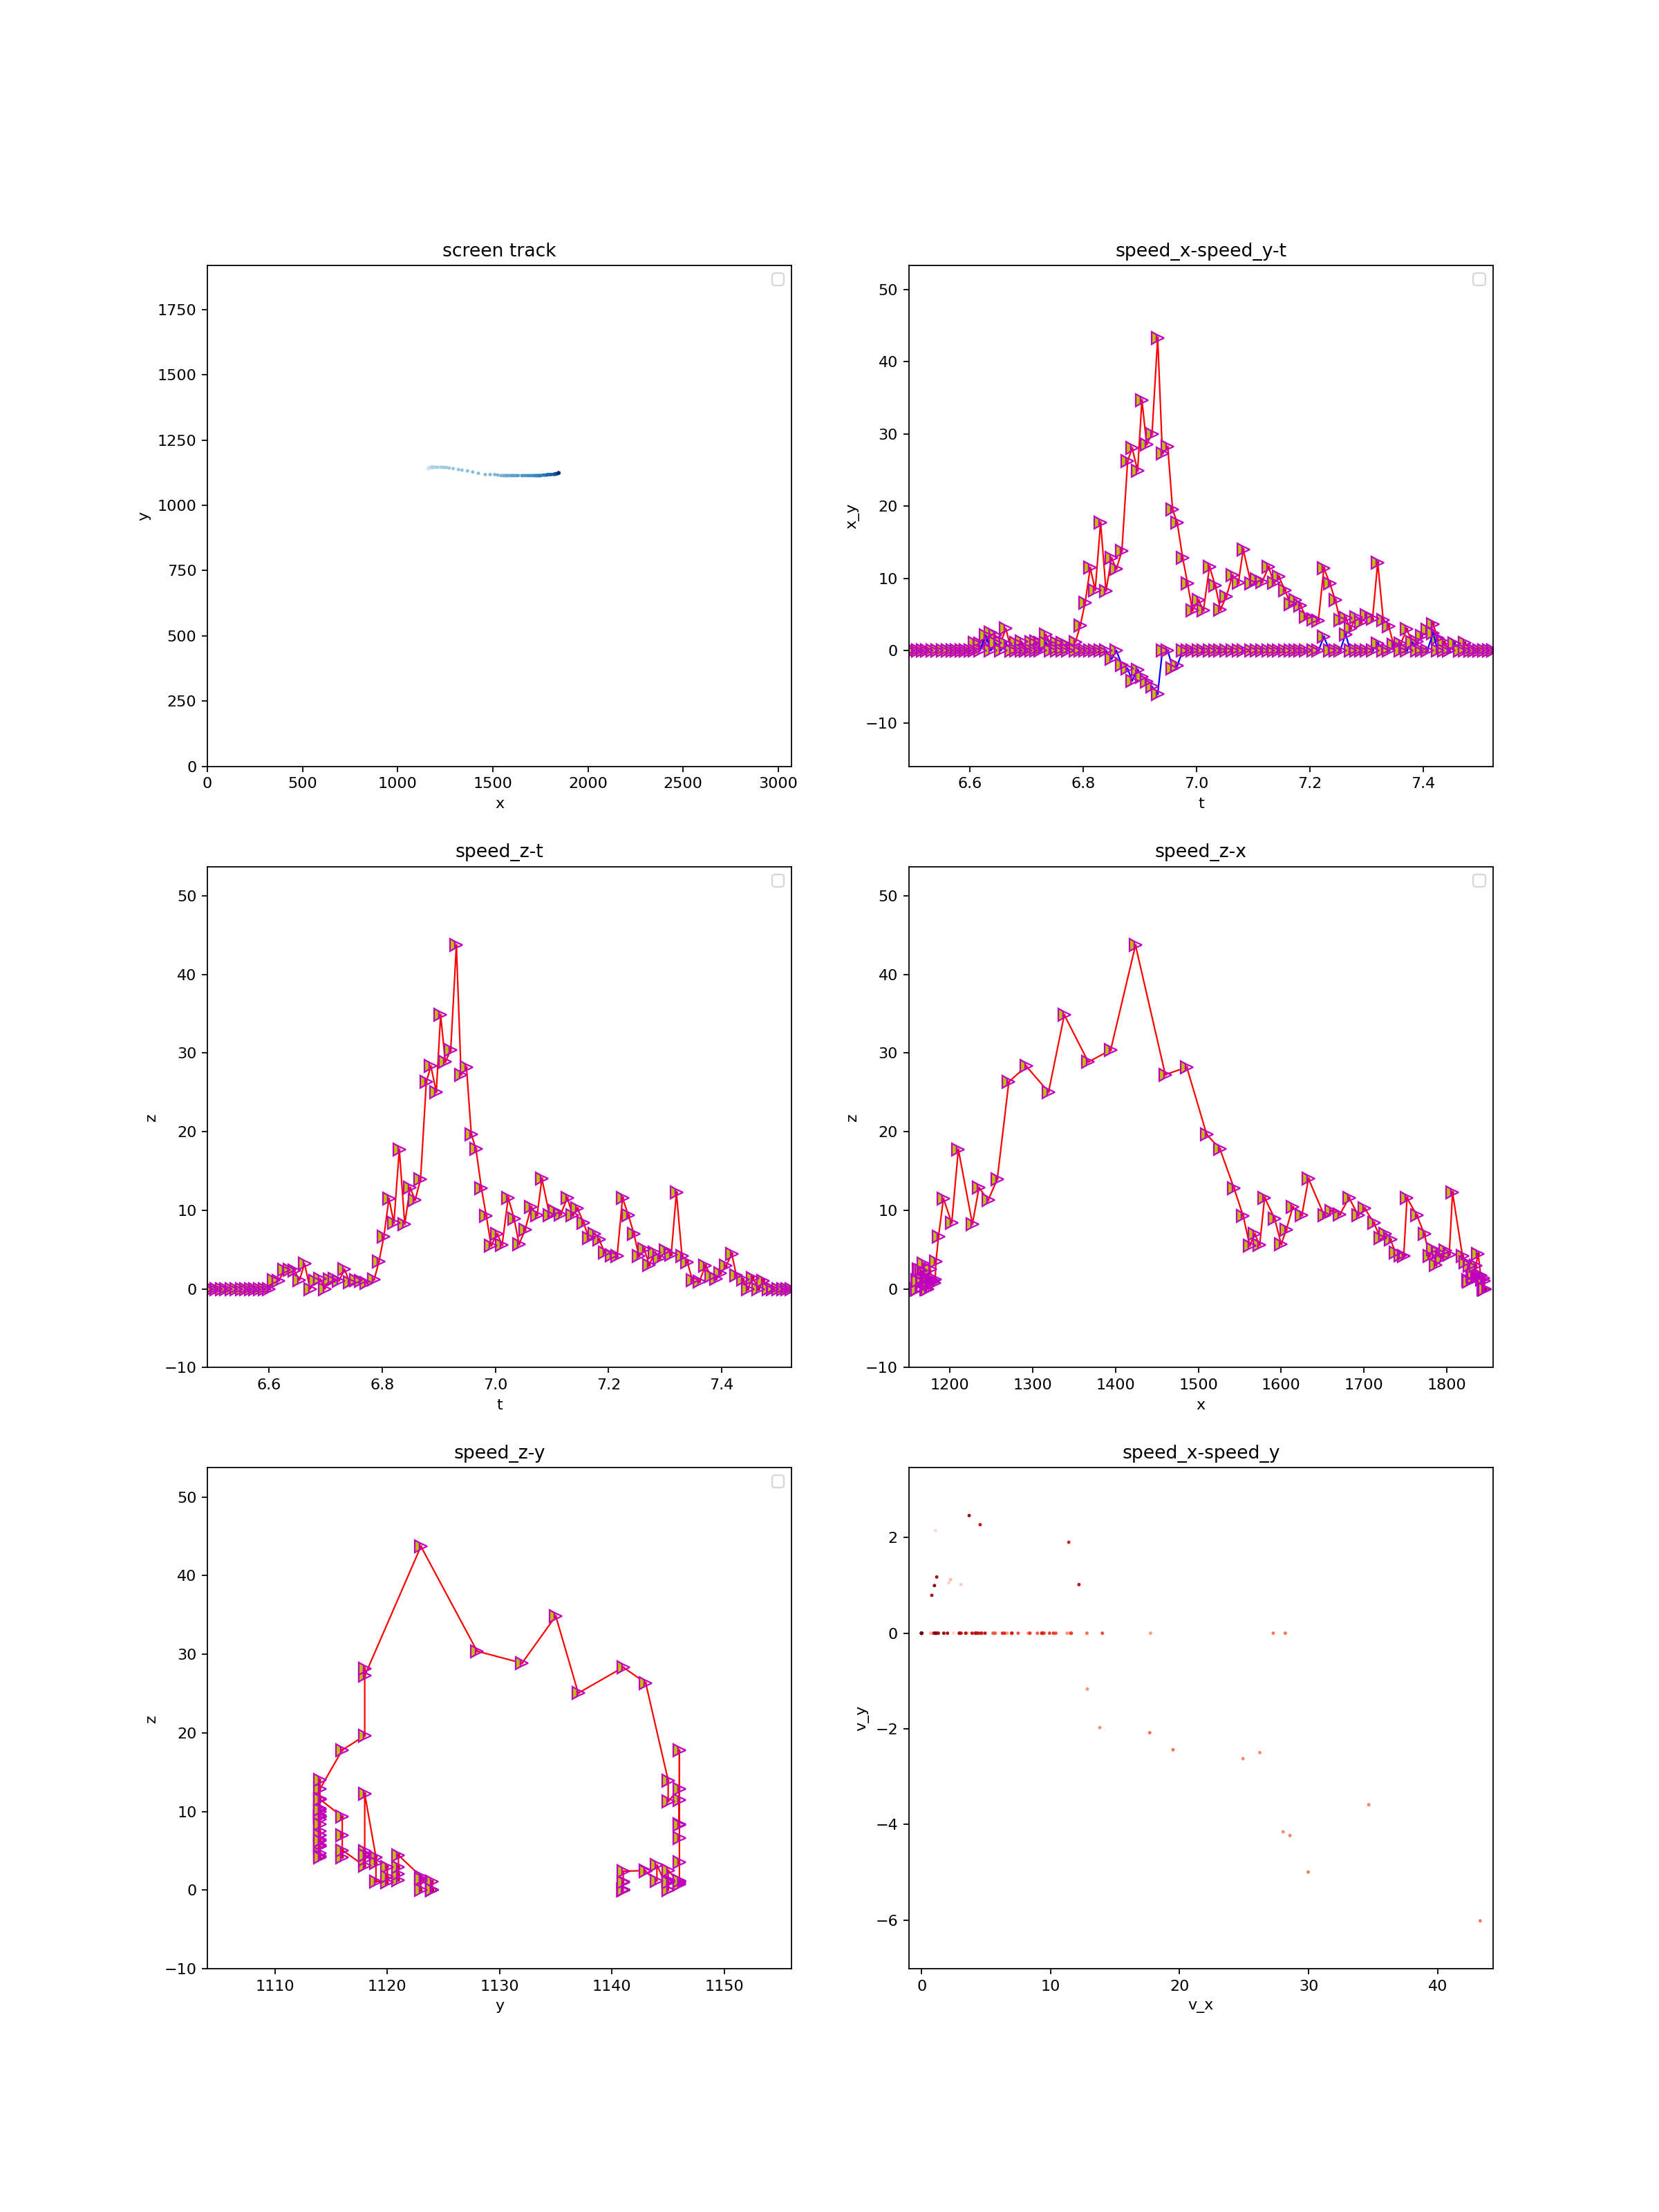 screen track
1750
1500
1250
1000
750
500
250
0
y
0 500 1000 1500 2000 2500 3000
x
speed_x-speed_y-t
50
40
30
20
10
0
−10
x_y
6.6 6.8 7.0 7.2 7.4
t
speed_z-t
50
40
30
20
10
0
−10
z
6.6 6.8 7.0 7.2 7.4
t
speed_z-x
50
40
30
20
10
0
−10
z
1200 1300 1400 1500 1600 1700 1800
x
speed_z-y
50
40
30
20
10
0
−10
z
1110 1120 1130 1140 1150
y
speed_x-speed_y
2
0
−2
−4
−6
v_y
0 10 20 30 40
v_x